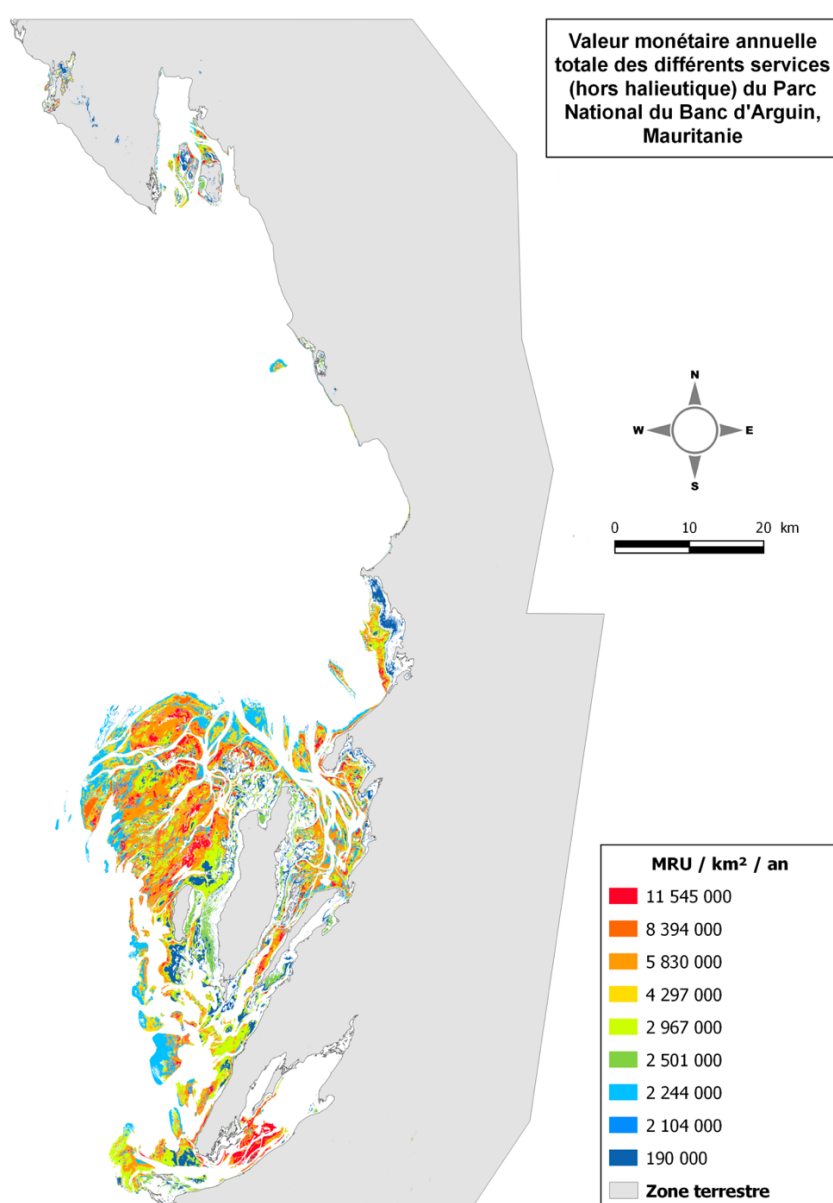 Valeur monétaire annuelle
totale des différents services
(hors halieutique) du Parc
National du Banc d'Arguin,
Mauritanie
N
W
E
S
0 10 20 km
MRU / km² / an
11 545 000
8 394 000
5 830 000
4 297 000
2 967 000
2 501 000
2 244 000
2 104 000
190 000
Zone terrestre